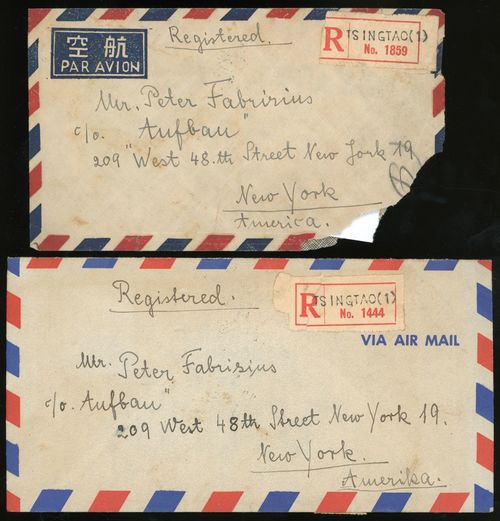 空航
PAR AVION
Registered.
R TSINGTAO(1)
No. 1859
Mr. Peter Fabrizius
c/o. Aufbau"
209 "West 48.th Street New York 19
New York
America.
Registered.
R TSINGTAO(1)
No. 1444
VIA AIR MAIL
Mr. Peter Fabrizius
c/o. Aufbau"
209 West 48th Street New York 19.
New York.
Amerika.